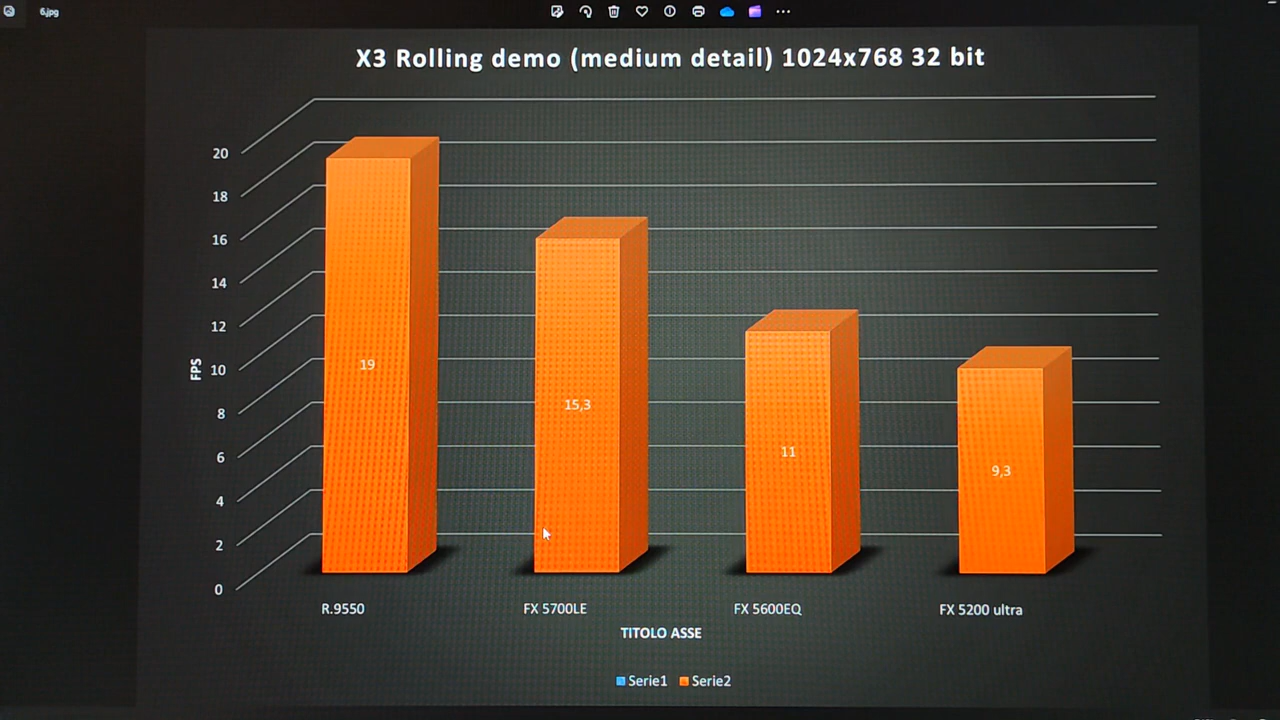 6.jpg
X3 Rolling demo (medium detail) 1024x768 32 bit
20
18
16
14
12
10
8
6
4
2
0
FPS
19
15,3
11
9,3
R.9550
FX 5700LE
FX 5600EQ
FX 5200 ultra
TITOLO ASSE
Serie1
Serie2